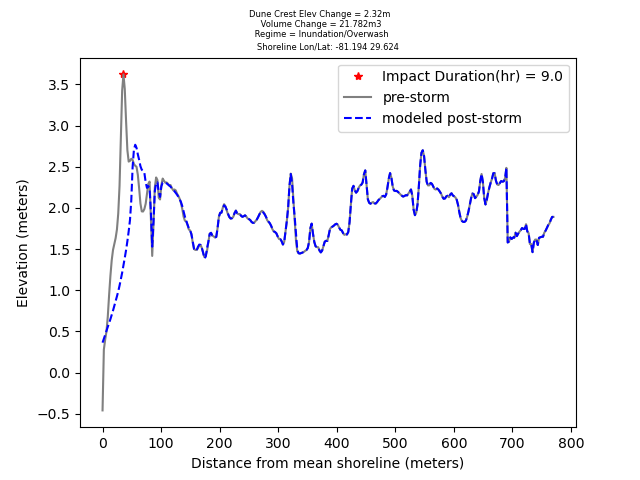 Dune Crest Elev Change = 2.32m
Volume Change = 21.782m3
Regime = Inundation/Overwash
Shoreline Lon/Lat: -81.194 29.624
Impact Duration(hr) = 9.0
pre-storm
modeled post-storm
Elevation (meters)
3.5
3.0
2.5
2.0
1.5
1.0
0.5
0.0
−0.5
0 100 200 300 400 500 600 700 800
Distance from mean shoreline (meters)